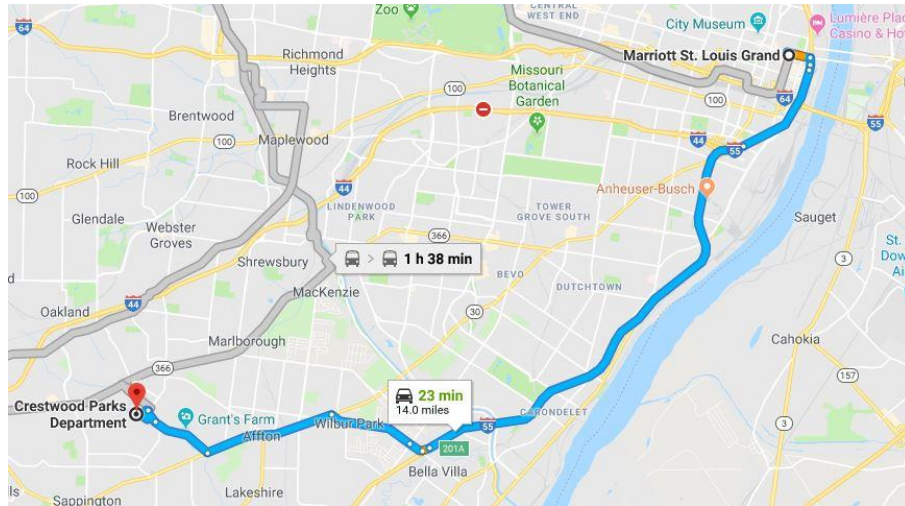 Zoo
CENTRAL
WEST END
City Museum
Lumière Plac
Casino & Ho
64
Richmond
Heights
Marriott St. Louis Grand
Missouri
Botanical
Garden
100
100
64
55
Brentwood
Maplewood
100
44
55
Rock Hill
100
44
Anheuser-Busch
LINDENWOOD
PARK
TOWER
GROVE SOUTH
Sauget
Glendale
Webster
Groves
366
St.
Dow
Ai
1 h 38 min
3
Shrewsbury
BEVO
d
MacKenzie
DUTCHTOWN
44
Oakland
30
Marlborough
Cahokia
366
157
Crestwood Parks
Department
23 min
14.0 miles
Grant's Farm
CARONDELET
Wilbur Park
55
Affton
201A
3
Bella Villa
lls
Lakeshire
Sappington